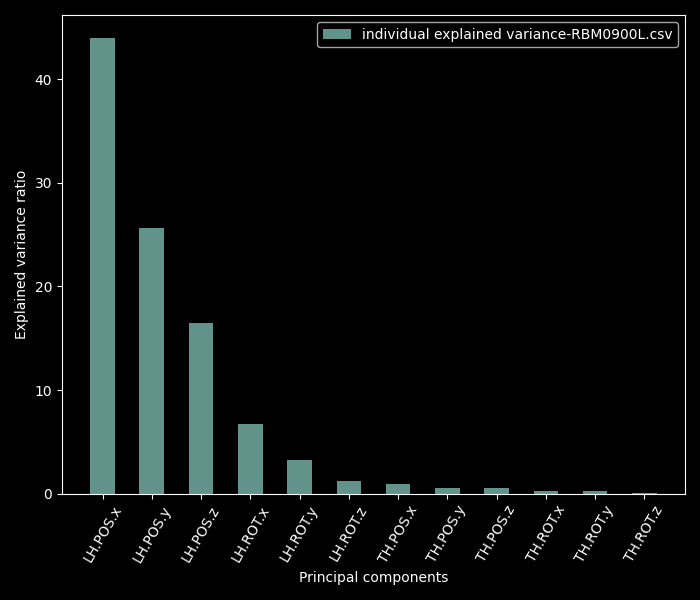 individual explained variance-RBM0900L.csv
Explained variance ratio
40
30
20
10
0
LH.POS.x
LH.POS.y
LH.POS.z
LH.ROT.x
LH.ROT.y
LH.ROT.z
TH.POS.x
TH.POS.y
TH.POS.z
TH.ROT.x
TH.ROT.y
TH.ROT.z
Principal components